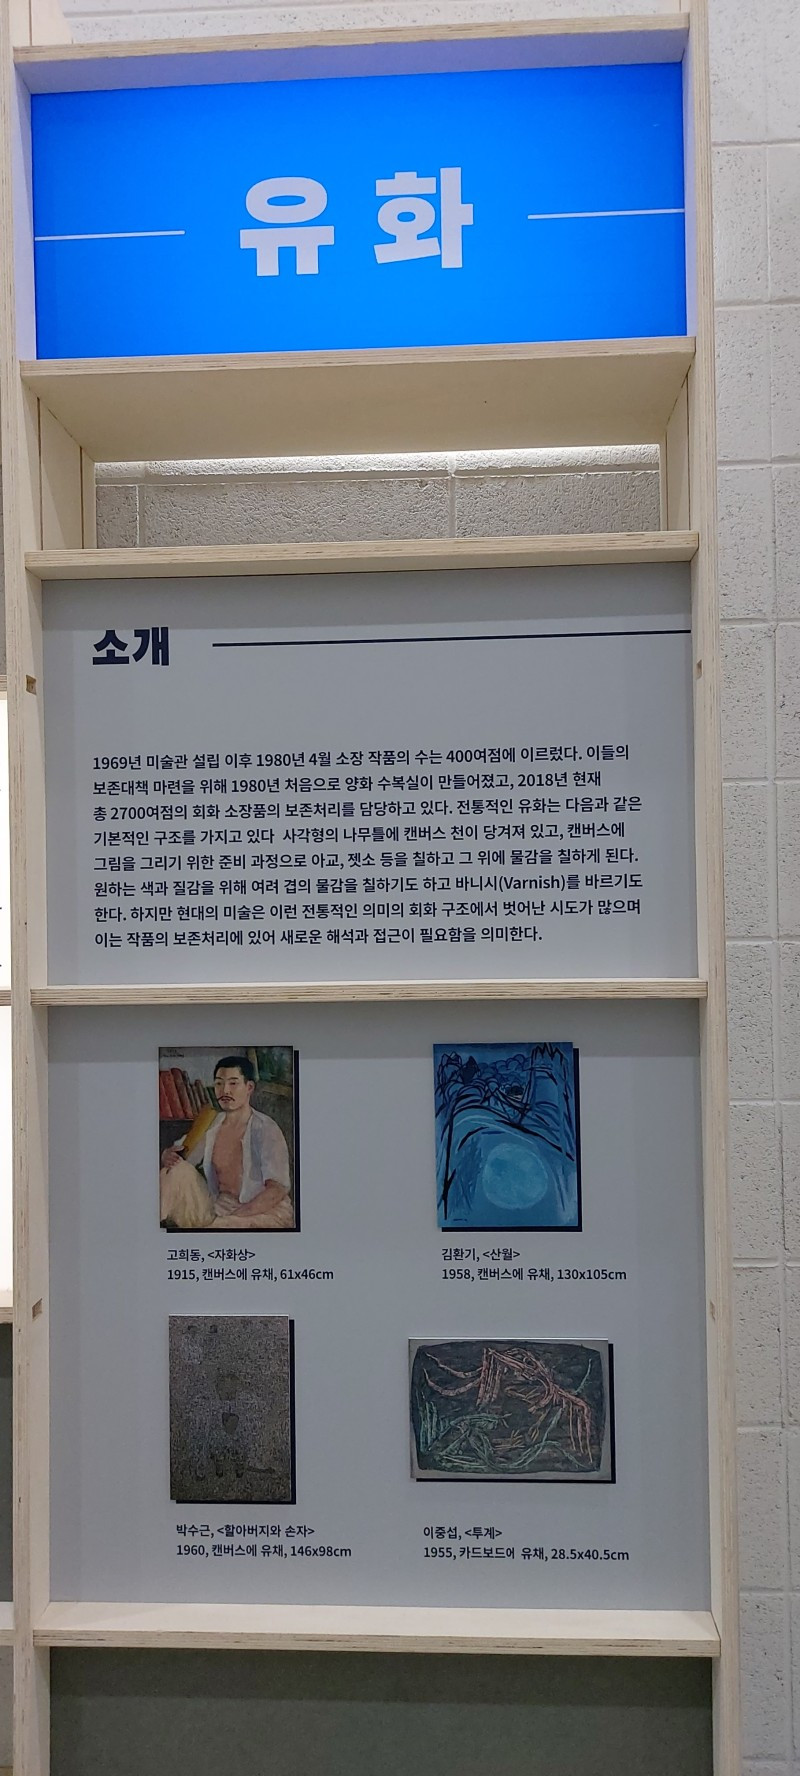 유화
소개
1969년 미술관 설립 이후 1980년 4월 소장 작품의 수는 400여점에 이르렀다. 이들의
보존대책 마련을 위해 1980년 처음으로 양화 수복실이 만들어졌고, 2018년 현재
총 2700여점의 회화 소장품의 보존처리를 담당하고 있다. 전통적인 유화는 다음과 같은
기본적인 구조를 가지고 있다 사각형의 나무틀에 캔버스 천이 당겨져 있고, 캔버스에
그림을 그리기 위한 준비 과정으로 아교, 젯소 등을 칠하고 그 위에 물감을 칠하게 된다.
원하는 색과 질감을 위해 여러 겹의 물감을 칠하기도 하고 바니시(Varnish)를 바르기도
한다. 하지만 현대의 미술은 이런 전통적인 의미의 회화 구조에서 벗어난 시도가 많으며
이는 작품의 보존처리에 있어 새로운 해석과 접근이 필요함을 의미한다.
고희동, <자화상>
1915, 캔버스에 유채, 61x46cm
김환기, <산월>
1958, 캔버스에 유채, 130x105cm
박수근, <할아버지와 손자>
1960, 캔버스에 유채, 146x98cm
이중섭, <투계>
1955, 카드보드어 유채, 28.5x40.5cm